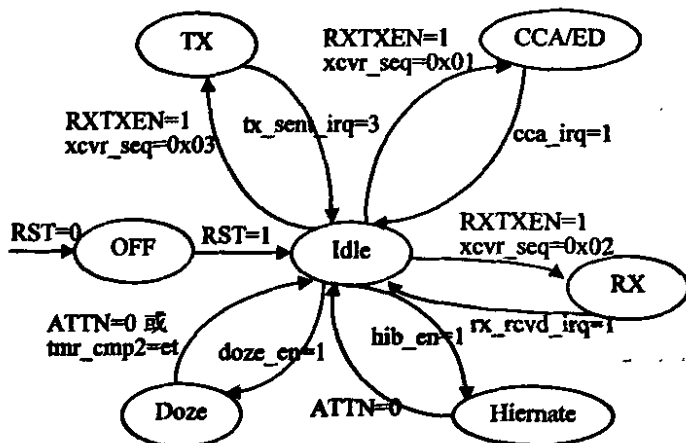 TX
CCA/ED
RXTXEN=1
xcvr_seq=0x01
RXTXEN=1
xcvr_seq=0x03
tx_sent_irq=3
cca_irq=1
RST=0
OFF
RST=1
Idle
RXTXEN=1
xcvr_seq=0x02
RX
ATTN=0 或
tmr_cmp2=et
doze_en=1
hib_en=1
rx_rcvd_irq=1
Doze
ATTN=0
Hiernate